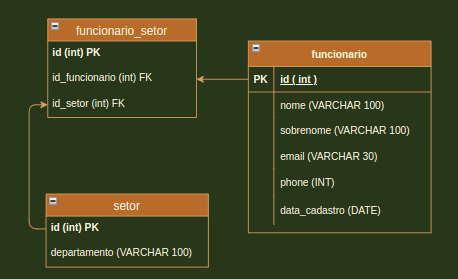 funcionario_setor
id (int) PK
id_funcionario (int) FK
id_setor (int) FK
funcionario
PK id ( int )
nome (VARCHAR 100)
sobrenome (VARCHAR 100)
email (VARCHAR 30)
phone (INT)
data_cadastro (DATE)
setor
id (int) PK
departamento (VARCHAR 100)